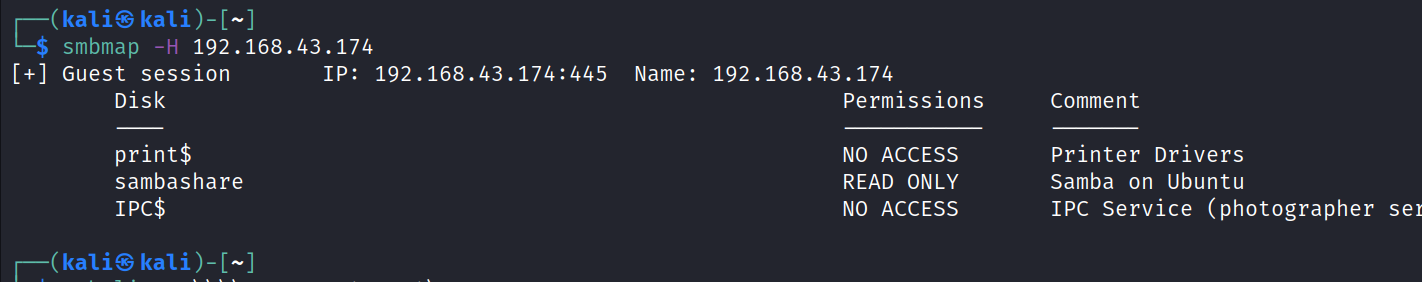 ┌──(kali㉿kali)-[~]
└─$ smbmap -H 192.168.43.174
[+] Guest session IP: 192.168.43.174:445 Name: 192.168.43.174
Disk Permissions Comment
---- ----------- -------
print$ NO ACCESS Printer Drivers
sambashare READ ONLY Samba on Ubuntu
IPC$ NO ACCESS IPC Service (photographer ser
┌──(kali㉿kali)-[~]